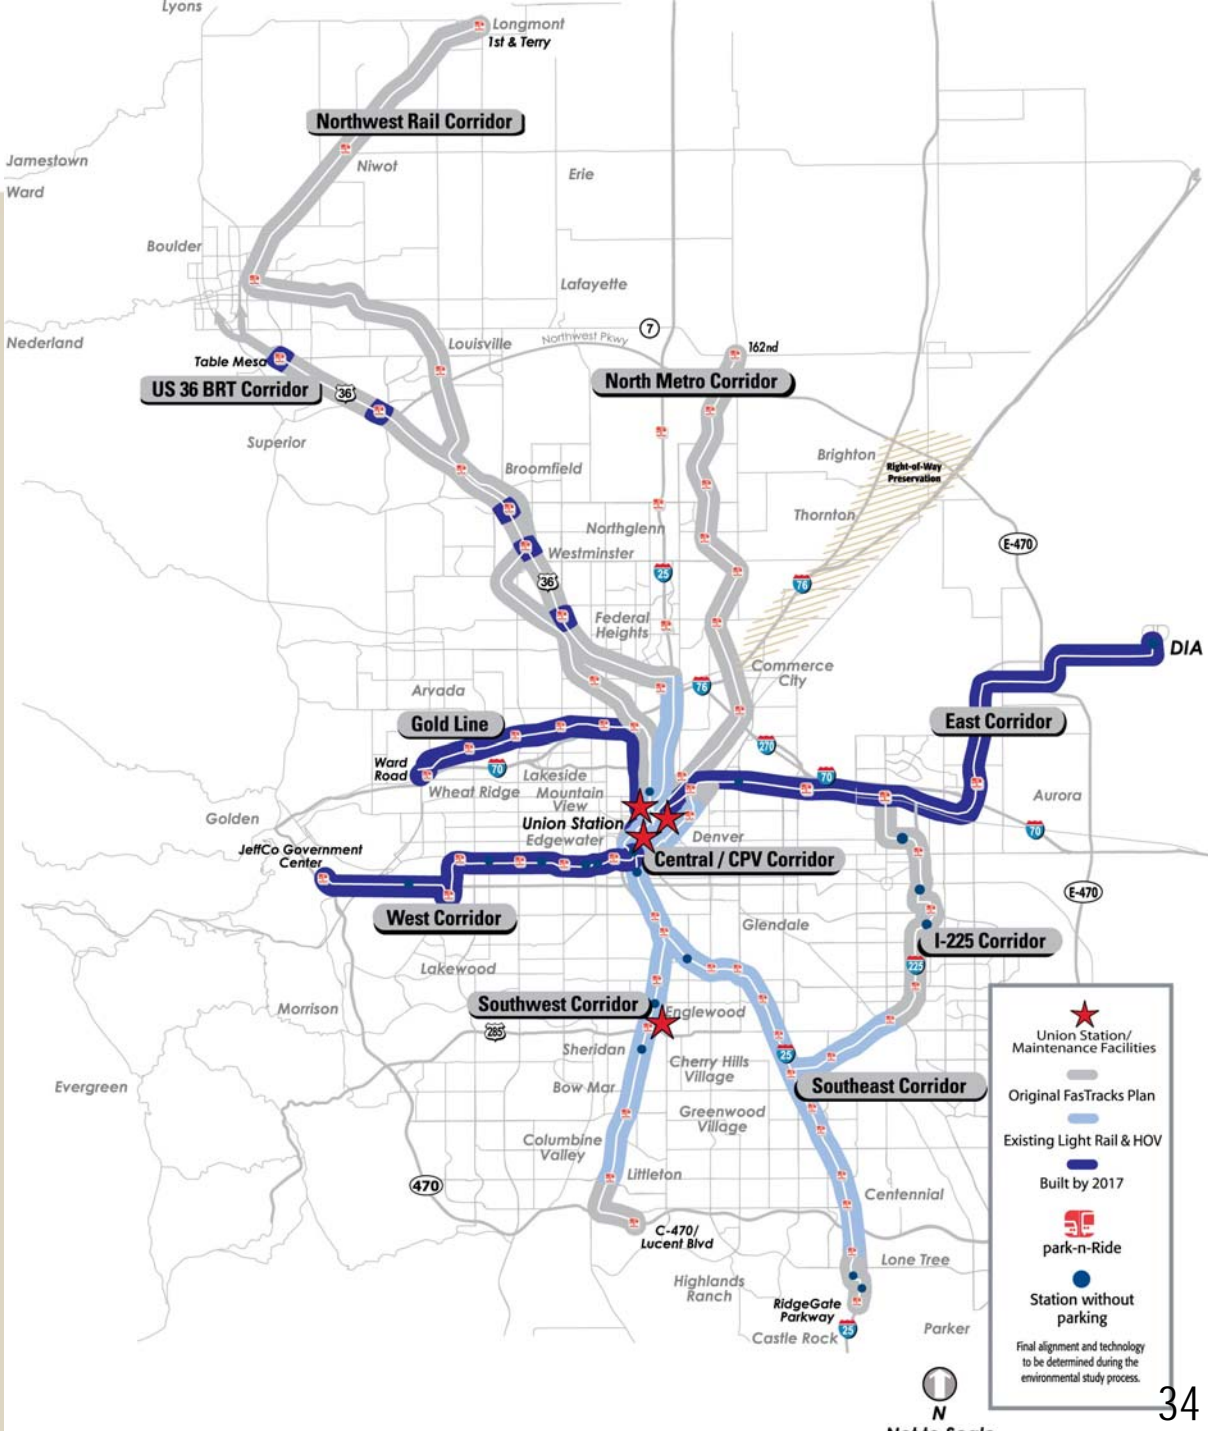 Lyons
Longmont
1st & Terry
Northwest Rail Corridor
Jamestown
Niwot
Erie
Ward
Boulder
Lafayette
7
Nederland
Louisville
Northwest Pkwy
162nd
Table Mesa
US 36 BRT Corridor
36
North Metro Corridor
Superior
Brighton
Broomfield
Right-of-Way
Preservation
Northglenn
Thornton
Westminster
E-470
25
76
36
Federal
Heights
DIA
Commerce
City
Arvada
76
Gold Line
East Corridor
270
Ward
Road
70
Lakeside
70
Wheat Ridge
Mountain
View
Aurora
Golden
Union Station
70
Edgewater
Denver
JeffCo Government
Center
Central / CPV Corridor
E-470
West Corridor
Glendale
I-225 Corridor
Lakewood
225
Morrison
Southwest Corridor
Englewood
285
Sheridan
25
Cherry Hills
Village
Evergreen
Bow Mar
Southeast Corridor
Greenwood
Village
Columbine
Valley
Littleton
470
Centennial
C-470/
Lucent Blvd
Lone Tree
Highlands
Ranch
RidgeGate
Parkway
25
Castle Rock
Parker
Union Station/
Maintenance Facilities
Original FasTracks Plan
Existing Light Rail & HOV
Built by 2017
park-n-Ride
Station without
parking
Final alignment and technology
to be determined during the
environmental study process.
34
N
Not to Scale